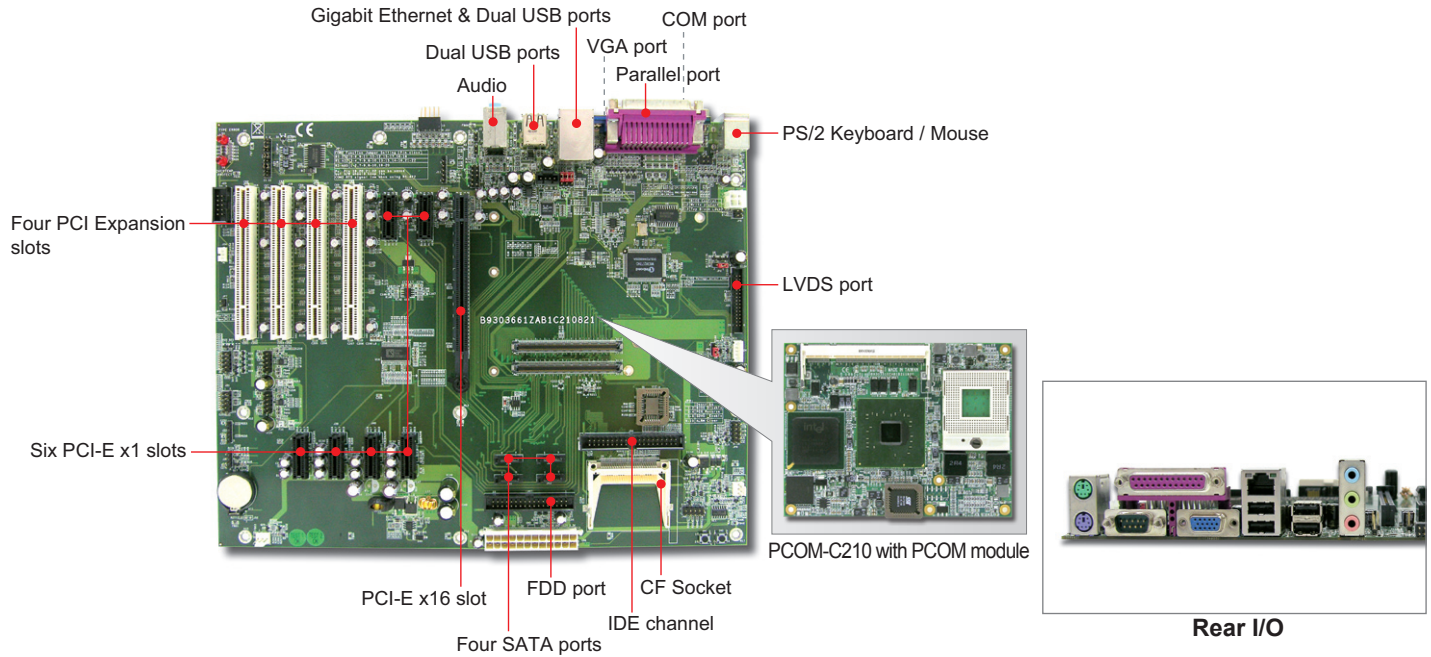 Gigabit Ethernet & Dual USB ports
COM port
Dual USB ports
VGA port
Audio
Parallel port
PS/2 Keyboard / Mouse
Four PCI Expansion
slots
LVDS port
B9303661ZAB1C210821
intel
Six PCI-E x1 slots
PCOM-C210 with PCOM module
PCI-E x16 slot
FDD port
CF Socket
IDE channel
Four SATA ports
Rear I/O